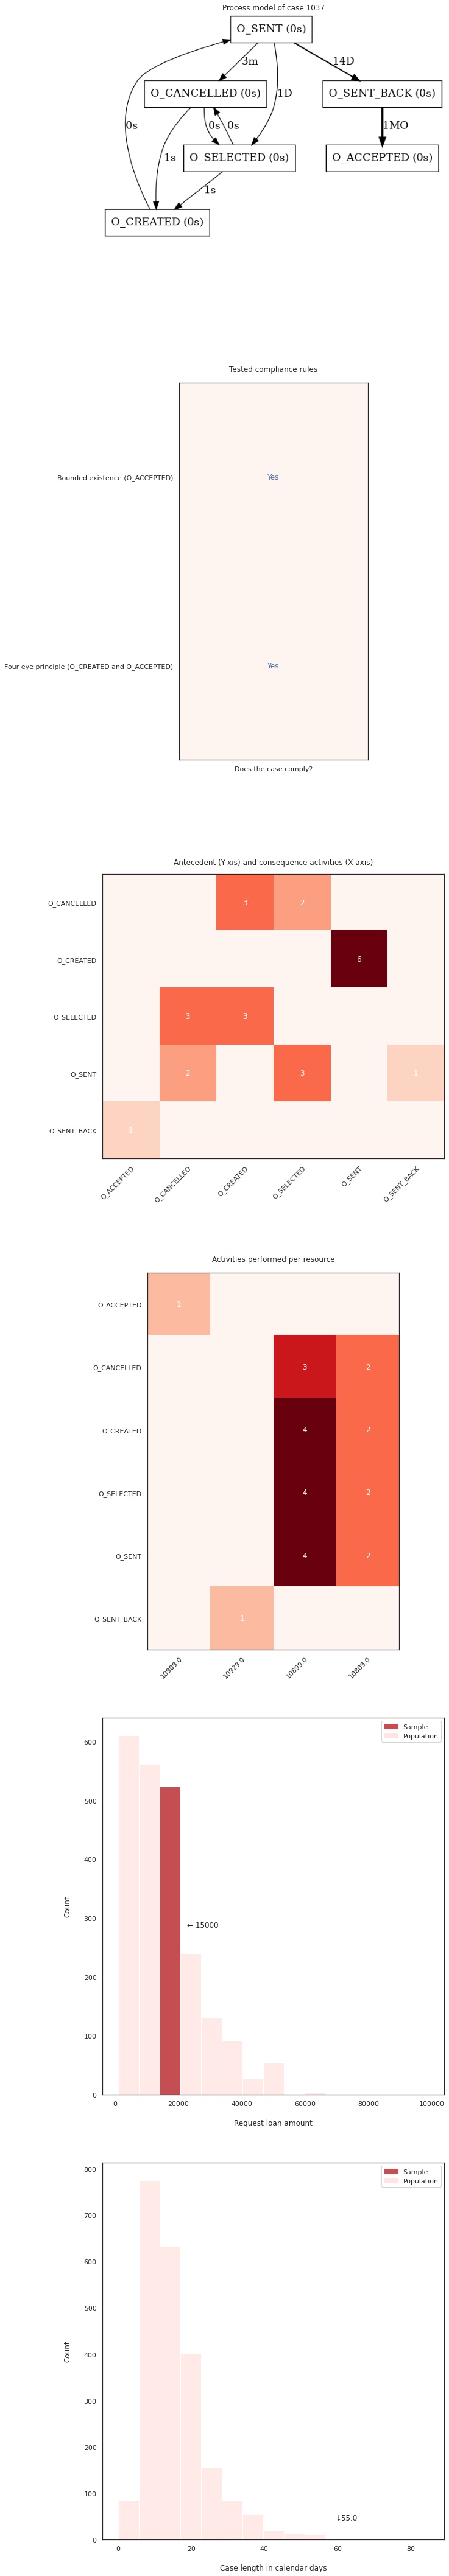 Process model of case 1037
O_SENT (0s)
3m
14D
O_CANCELLED (0s)
1D
O_SENT_BACK (0s)
0s
0s
0s
1MO
1s
O_SELECTED (0s)
O_ACCEPTED (0s)
1s
O_CREATED (0s)
Tested compliance rules
Bounded existence (O_ACCEPTED)
Yes
Four eye principle (O_CREATED and O_ACCEPTED)
Yes
Does the case comply?
Antecedent (Y-xis) and consequence activities (X-axis)
O_CANCELLED
3
2
O_CREATED
6
O_SELECTED
3
3
O_SENT
2
3
1
O_SENT_BACK
1
O_ACCEPTED
O_CANCELLED
O_CREATED
O_SELECTED
O_SENT
O_SENT_BACK
Activities performed per resource
O_ACCEPTED
1
O_CANCELLED
3
2
O_CREATED
4
2
O_SELECTED
4
2
O_SENT
4
2
O_SENT_BACK
1
10909.0
10929.0
10899.0
10809.0
Sample
Population
600
500
400
300
200
100
0
Count
← 15000
0
20000
40000
60000
80000
100000
Request loan amount
Sample
Population
800
700
600
500
400
300
200
100
0
Count
↓55.0
0
20
40
60
80
Case length in calendar days